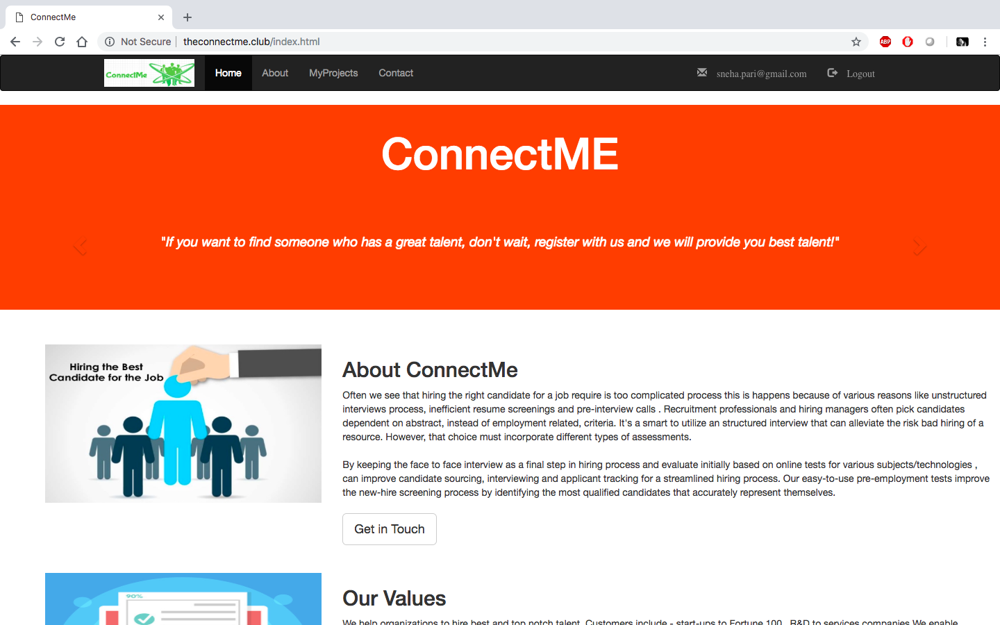 ConnectMe
Not Secure theconnectme.club/index.html
ABP
ConnectMe Home About MyProjects Contact sneha.pari@gmail.com Logout
ConnectME
"If you want to find someone who has a great talent, don't wait, register with us and we will provide you best talent!"
Hiring the Best
Candidate for the Job
About ConnectMe
Often we see that hiring the right candidate for a job require is too complicated process this is happens because of various reasons like unstructured
interviews process, inefficient resume screenings and pre-interview calls . Recruitment professionals and hiring managers often pick candidates
dependent on abstract, instead of employment related, criteria. It's a smart to utilize an structured interview that can alleviate the risk bad hiring of a
resource. However, that choice must incorporate different types of assessments.
By keeping the face to face interview as a final step in hiring process and evaluate initially based on online tests for various subjects/technologies ,
can improve candidate sourcing, interviewing and applicant tracking for a streamlined hiring process. Our easy-to-use pre-employment tests improve
the new-hire screening process by identifying the most qualified candidates that accurately represent themselves.
Get in Touch
90%
Our Values
We help organizations to hire best and top notch talent. Customers include - start-ups to Fortune 100 , R&D to services companies.We enable